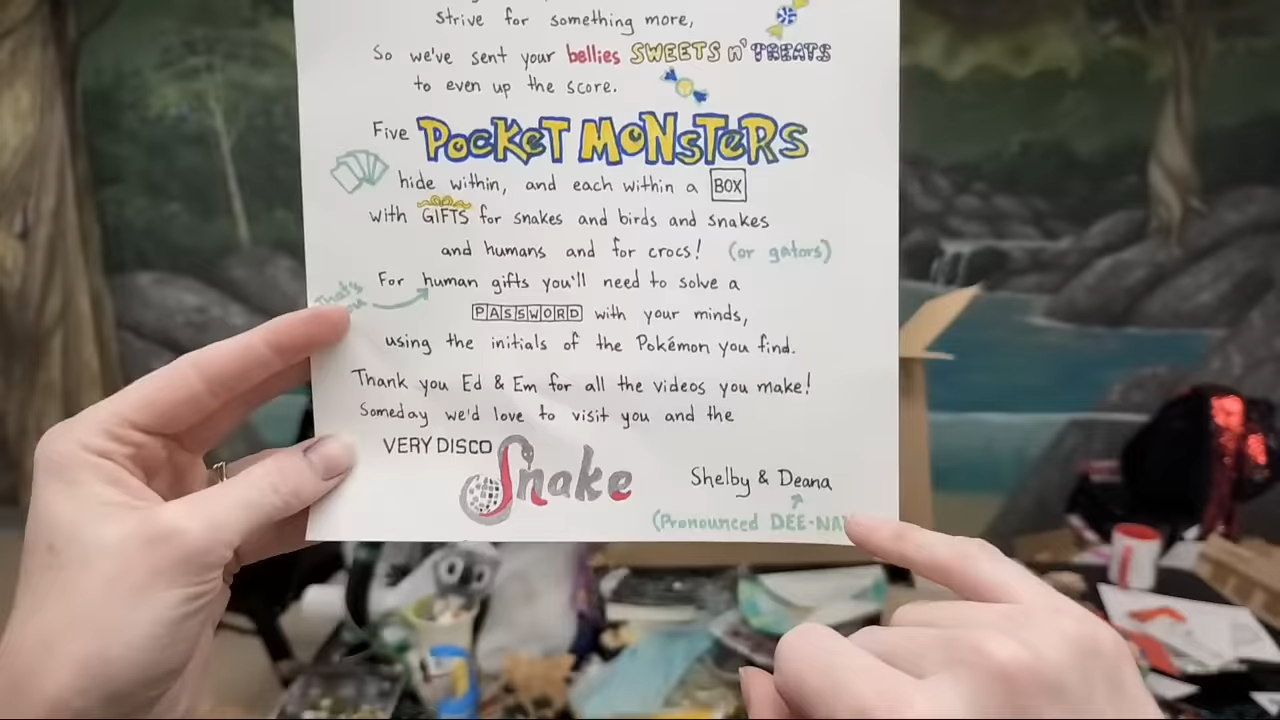 strive for something more,
So we've sent your bellies SWEETS n' TREATS
to even up the score.
Five POCKET MONSTERS
hide within, and each within a BOX
with GIFTS for snakes and birds and snakes
and humans and for crocs! (or gators)
For human gifts you'll need to solve a
That's
PASSWORD with your minds,
using the initials of the Pokémon you find.
Thank you Ed & Em for all the videos you make!
Someday we'd love to visit you and the
VERY DISCO Snake
Shelby & Deana
(Pronounced DEE-NA